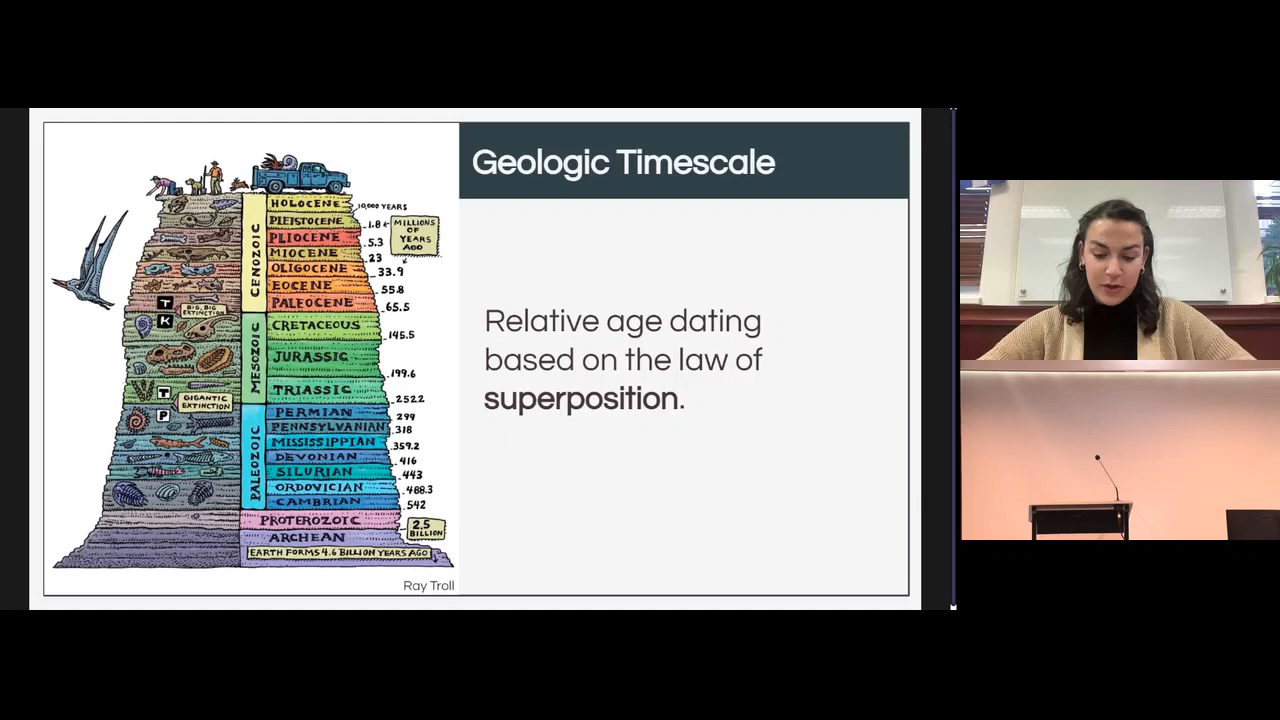 Geologic Timescale
Relative age dating
based on the law of
superposition.
CENOZOIC
HOLOCENE
10,000 YEARS
PLEISTOCENE
1.8
MILLIONS
OF
YEARS
AGO
PLIOCENE
5.3
MIOCENE
23
OLIGOCENE
33.9
EOCENE
55.8
PALEOCENE
65.5
T
BIG, BIG
EXTINCTION
K
MESOZOIC
CRETACEOUS
145.5
JURASSIC
199.6
TRIASSIC
252.2
T
GIGANTIC
EXTINCTION
P
PALEOZOIC
PERMIAN
299
PENNSYLVANIAN
318
MISSISSIPPIAN
359.2
DEVONIAN
416
SILURIAN
443
ORDOVICIAN
488.3
CAMBRIAN
542
PROTEROZOIC
2.5
BILLION
ARCHEAN
EARTH FORMS 4.6 BILLION YEARS AGO
Ray Troll